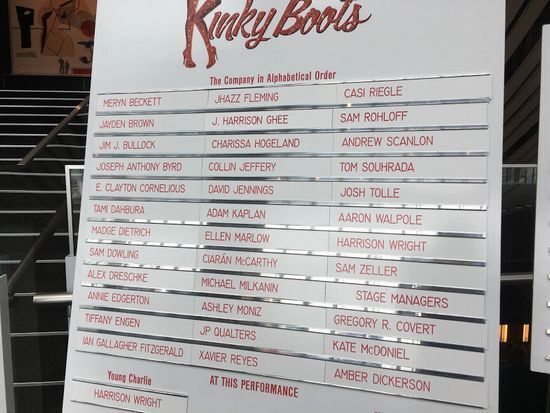 Kinky Boots
The Company in Alphabetical Order
MERYN BECKETT
JAYDEN BROWN
JIM J. BULLOCK
JOSEPH ANTHONY BYRD
E. CLAYTON CORNELIOUS
TAMI DAHBURA
MADGE DIETRICH
SAM DOWLING
ALEX DRESCHKE
ANNIE EDGERTON
TIFFANY ENGEN
IAN GALLAGHER FITZGERALD
JHAZZ FLEMING
J. HARRISON GHEE
CHARISSA HOGELAND
COLLIN JEFFERY
DAVID JENNINGS
ADAM KAPLAN
ELLEN MARLOW
CIARÁN McCARTHY
MICHAEL MILKANIN
ASHLEY MONIZ
JP QUALTERS
XAVIER REYES
CASI RIEGLE
SAM ROHLOFF
ANDREW SCANLON
TOM SOUHRADA
JOSH TOLLE
AARON WALPOLE
HARRISON WRIGHT
SAM ZELLER
STAGE MANAGERS
GREGORY R. COVERT
KATE McDONIEL
AMBER DICKERSON
Young Charlie
HARRISON WRIGHT
AT THIS PERFORMANCE